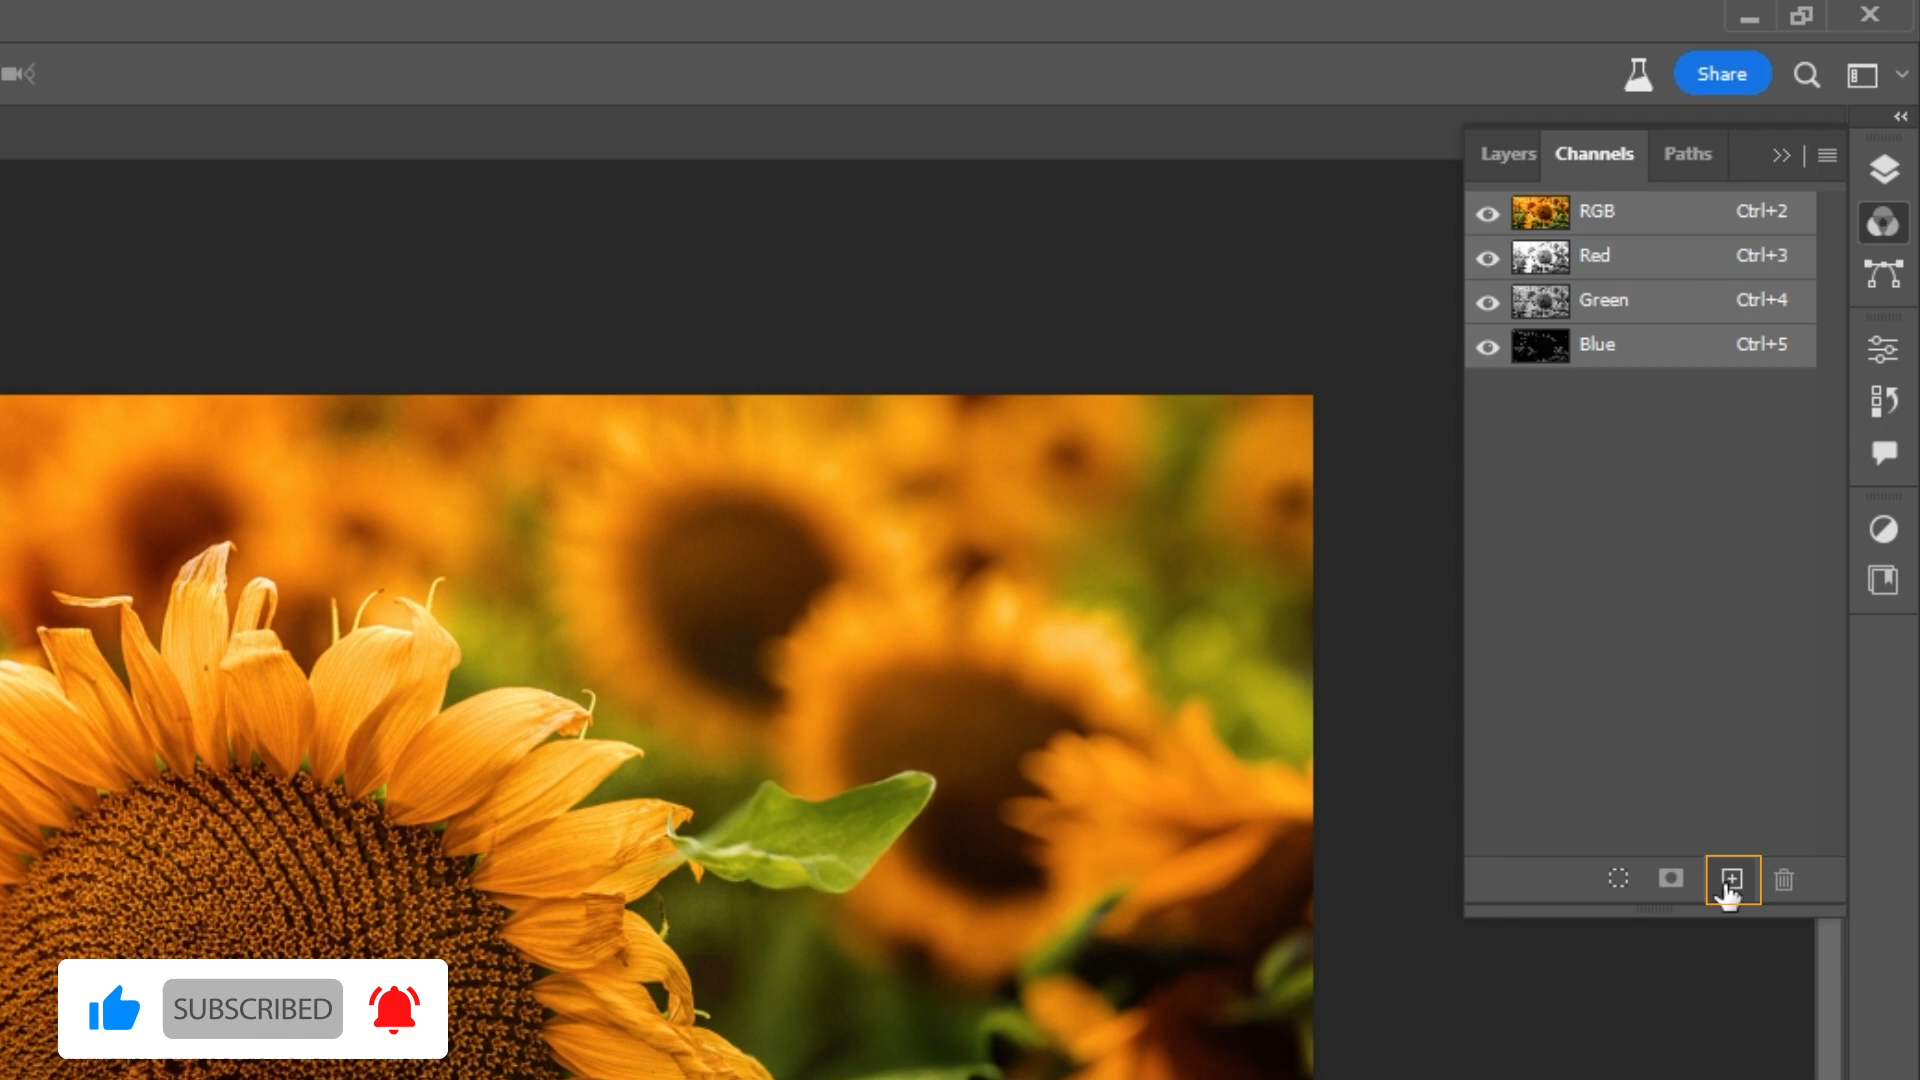 Share
Layers Channels Paths
RGB Ctrl+2
Red Ctrl+3
Green Ctrl+4
Blue Ctrl+5
SUBSCRIBED